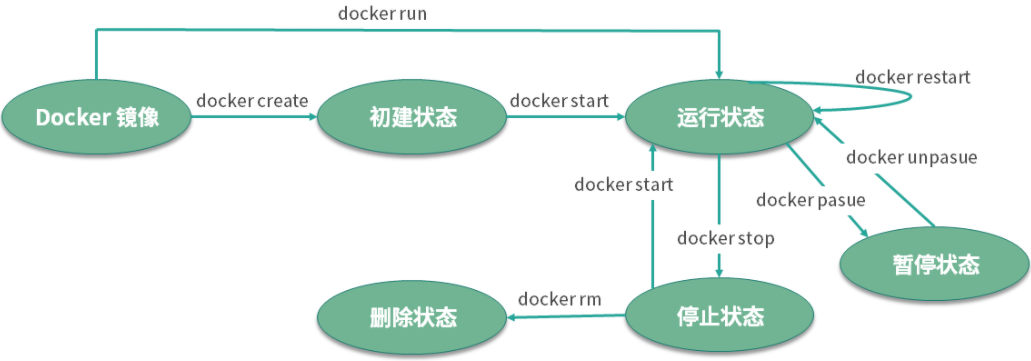 docker run
docker restart
Docker 镜像
docker create
初建状态
docker start
运行状态
docker unpasue
docker start
docker pasue
docker stop
暂停状态
删除状态
docker rm
停止状态